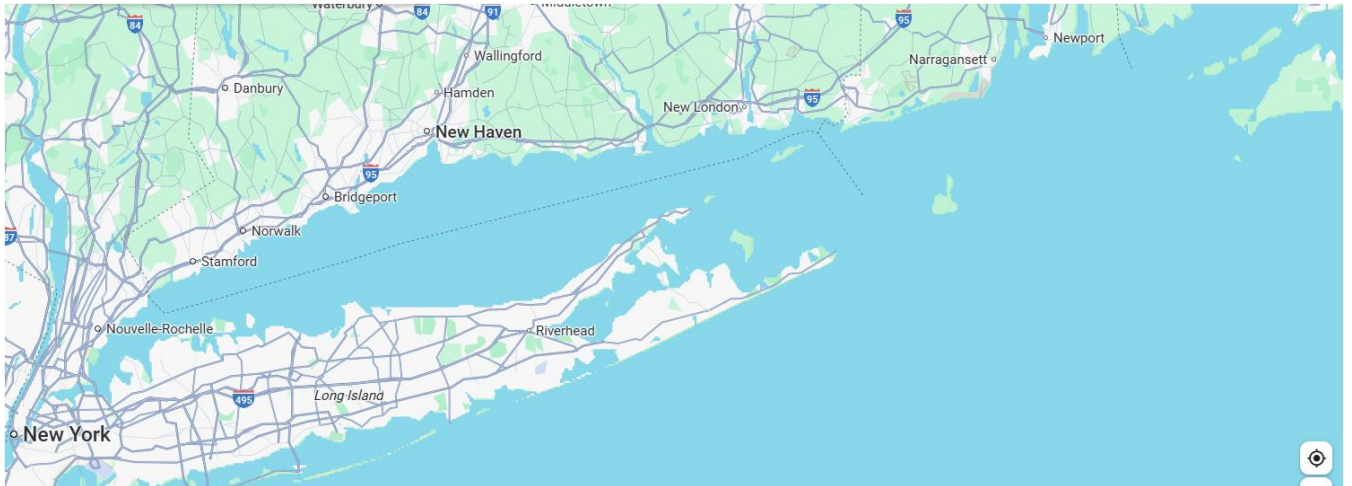 Waterbury
84
91
Middletown
95
Newport
84
Wallingford
Narragansett
Danbury
Hamden
95
New London
New Haven
95
Bridgeport
87
Norwalk
Stamford
Nouvelle-Rochelle
Riverhead
495
Long Island
New York